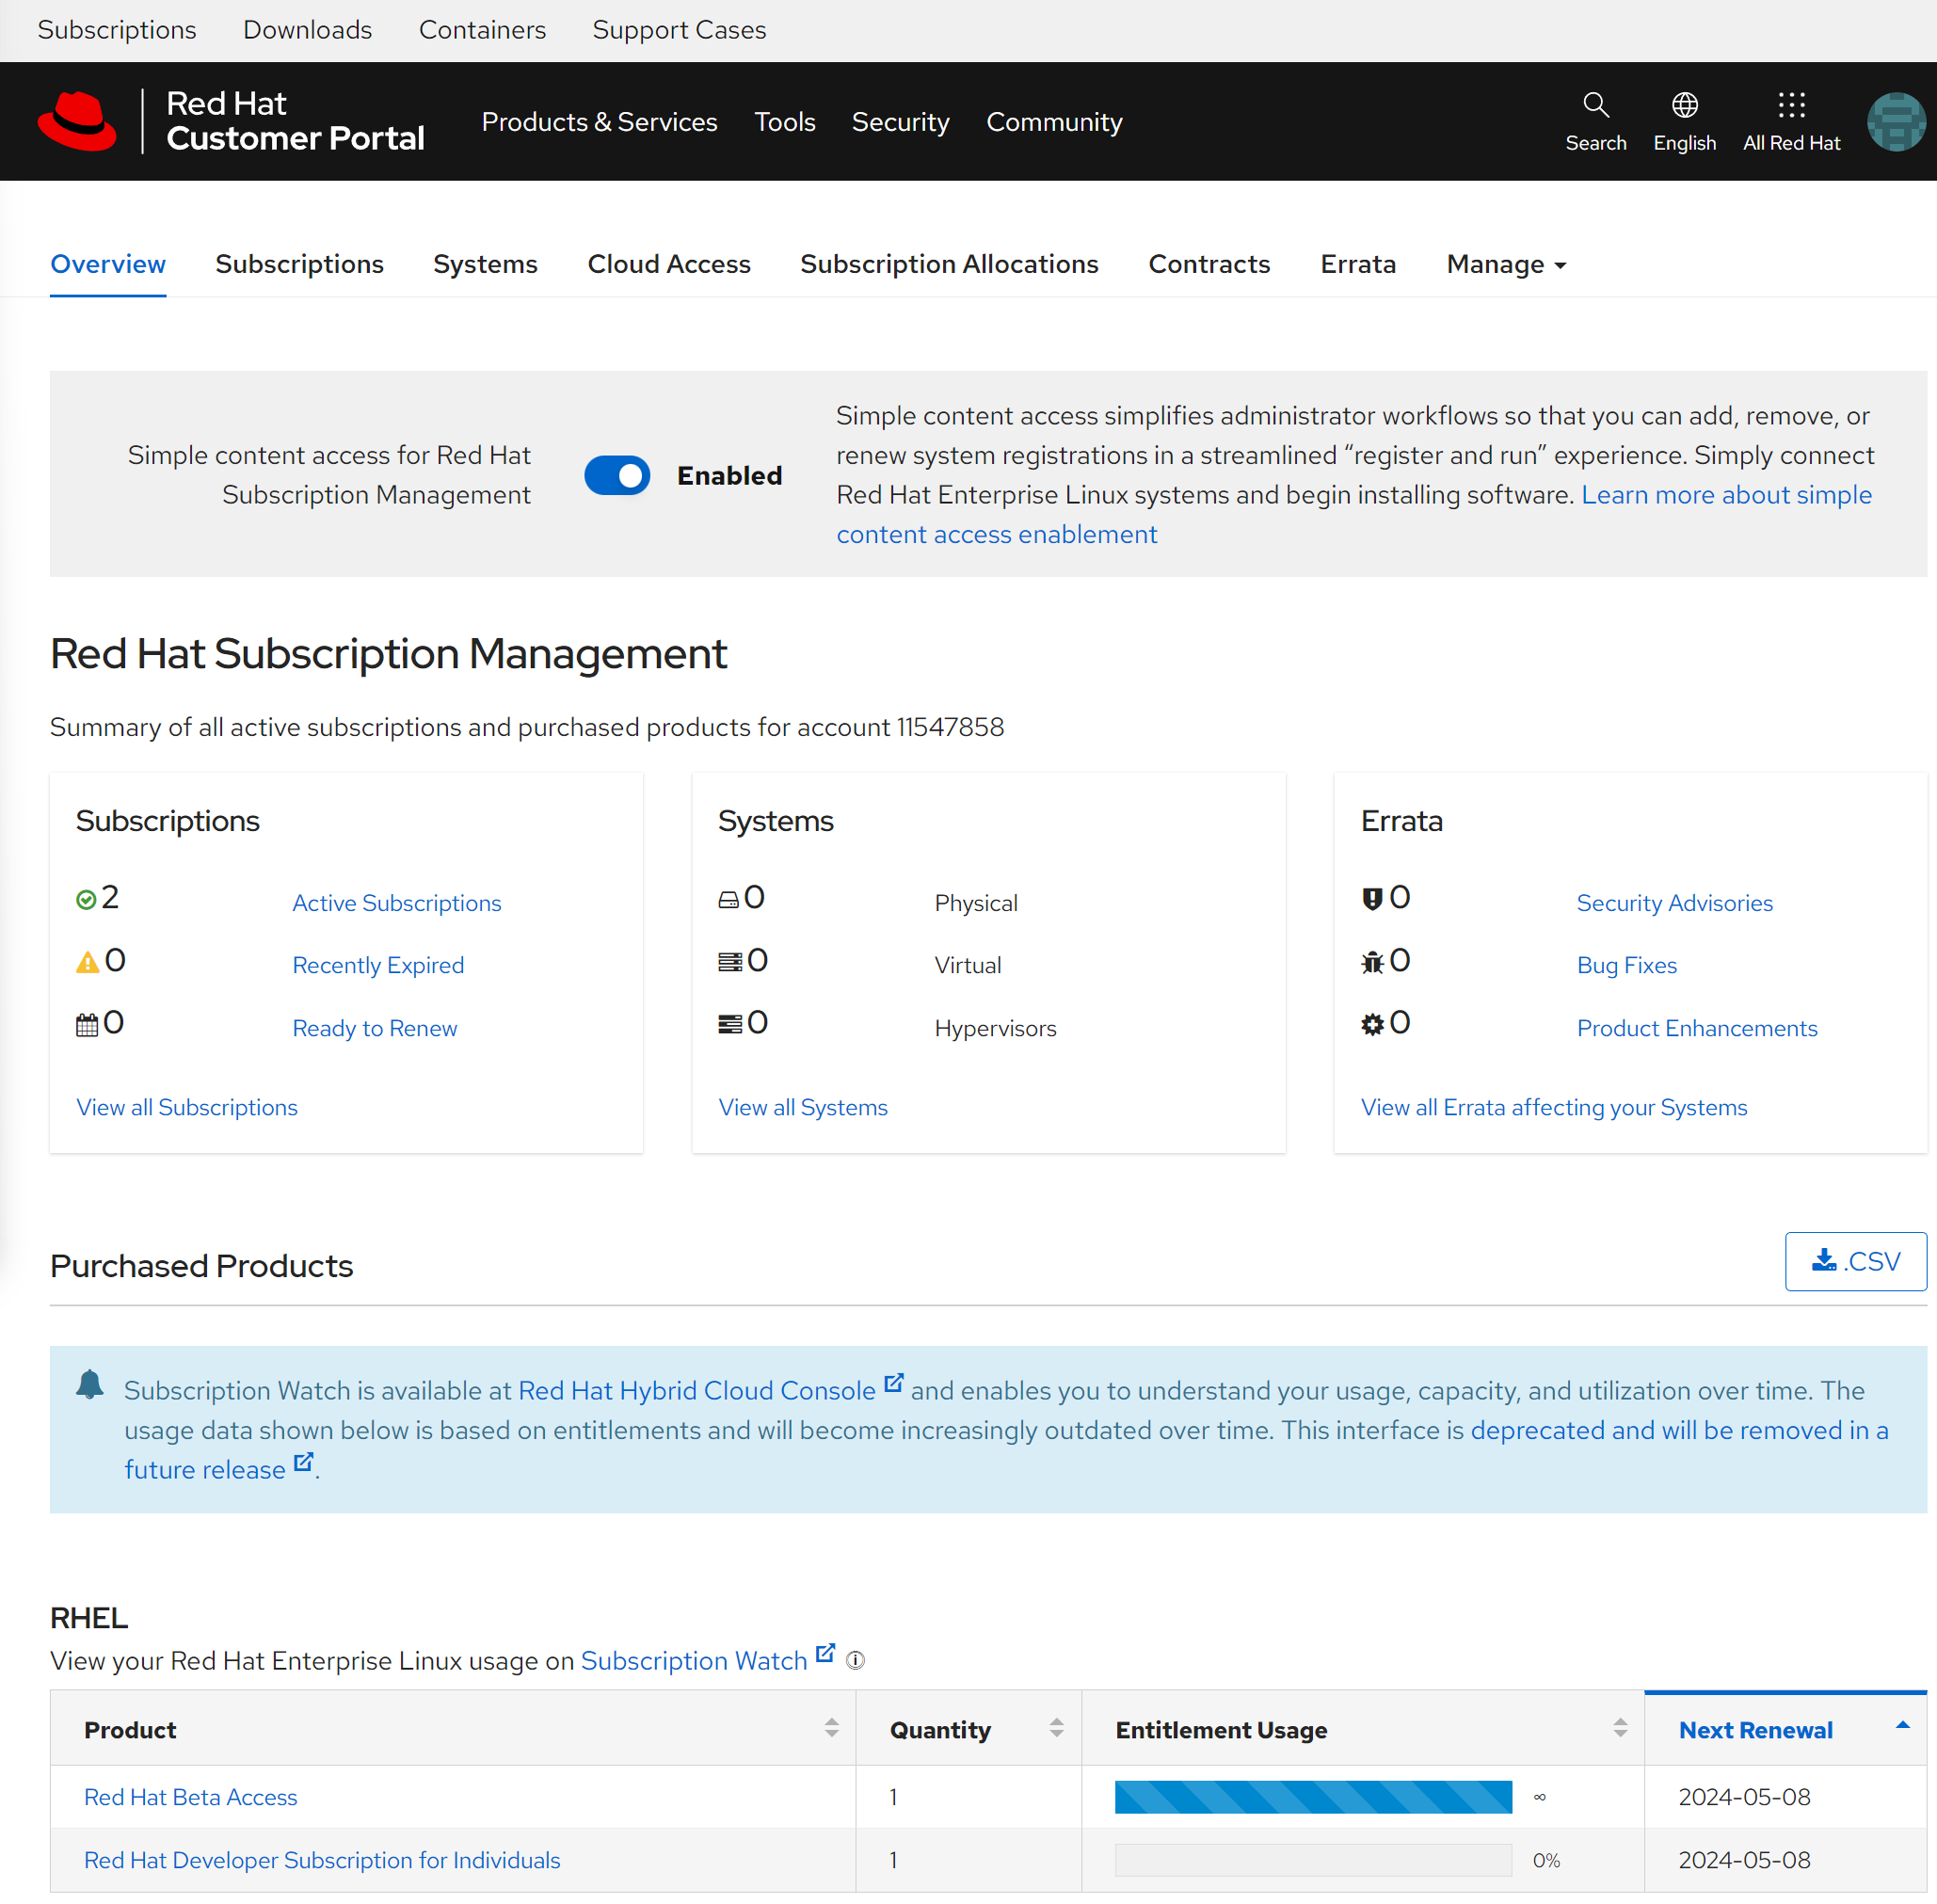 Subscriptions Downloads Containers Support Cases
Red Hat
Customer Portal
Products & Services Tools Security Community
Search English All Red Hat
Overview Subscriptions Systems Cloud Access Subscription Allocations Contracts Errata Manage
Simple content access for Red Hat
Subscription Management
Enabled
Simple content access simplifies administrator workflows so that you can add, remove, or
renew system registrations in a streamlined “register and run” experience. Simply connect
Red Hat Enterprise Linux systems and begin installing software. Learn more about simple
content access enablement
Red Hat Subscription Management
Summary of all active subscriptions and purchased products for account 11547858
Subscriptions
2 Active Subscriptions
0 Recently Expired
0 Ready to Renew
View all Subscriptions
Systems
0 Physical
0 Virtual
0 Hypervisors
View all Systems
Errata
0 Security Advisories
0 Bug Fixes
0 Product Enhancements
View all Errata affecting your Systems
Purchased Products
.CSV
Subscription Watch is available at Red Hat Hybrid Cloud Console and enables you to understand your usage, capacity, and utilization over time. The
usage data shown below is based on entitlements and will become increasingly outdated over time. This interface is deprecated and will be removed in a
future release .
RHEL
View your Red Hat Enterprise Linux usage on Subscription Watch
Product Quantity Entitlement Usage Next Renewal
Red Hat Beta Access 1 ∞ 2024-05-08
Red Hat Developer Subscription for Individuals 1 0% 2024-05-08